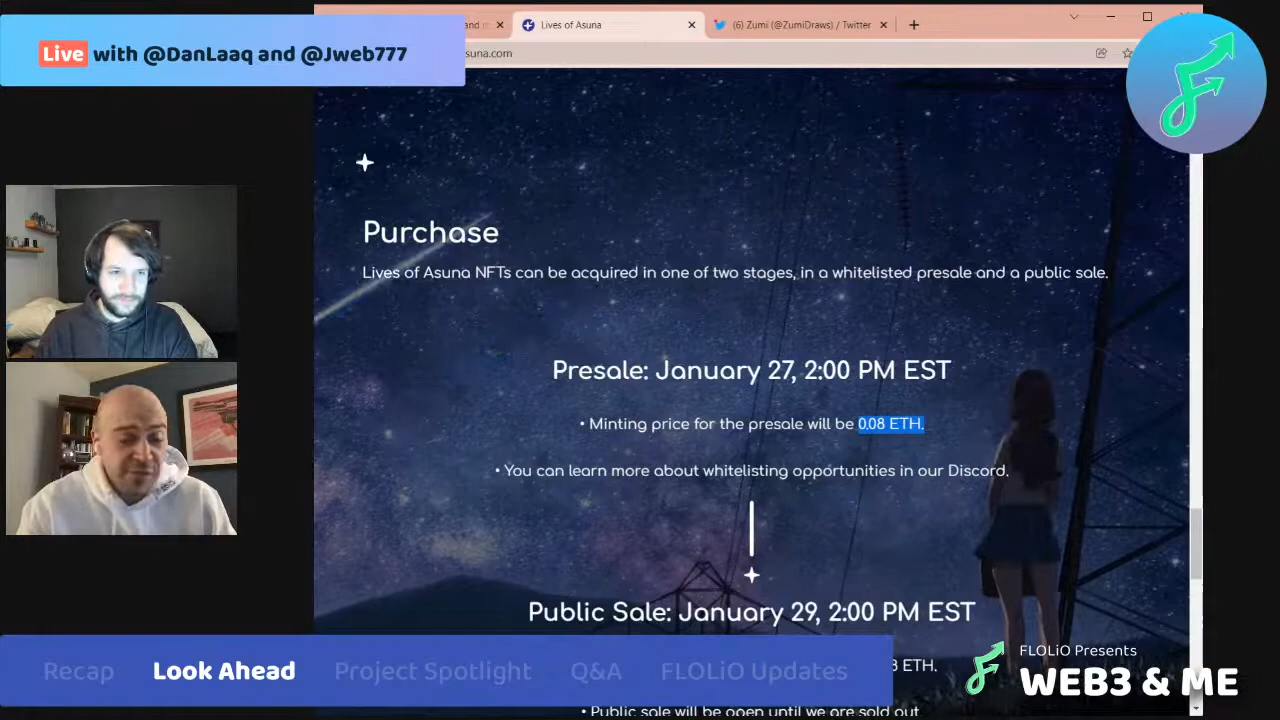 Live with @DanLaaq and @Jweb777
Lives of Asuna
(6) Zumi (@ZumiDraws) / Twitter
suna.com
Purchase
Lives of Asuna NFTs can be acquired in one of two stages, in a whitelisted presale and a public sale.
Presale: January 27, 2:00 PM EST
• Minting price for the presale will be 0.08 ETH.
• You can learn more about whitelisting opportunities in our Discord.
Public Sale: January 29, 2:00 PM EST
ETH.
• Public sale will be open until we are sold out
Recap
Look Ahead
Project Spotlight
Q&A
FLOLiO Updates
FLOLiO Presents
WEB3 & ME